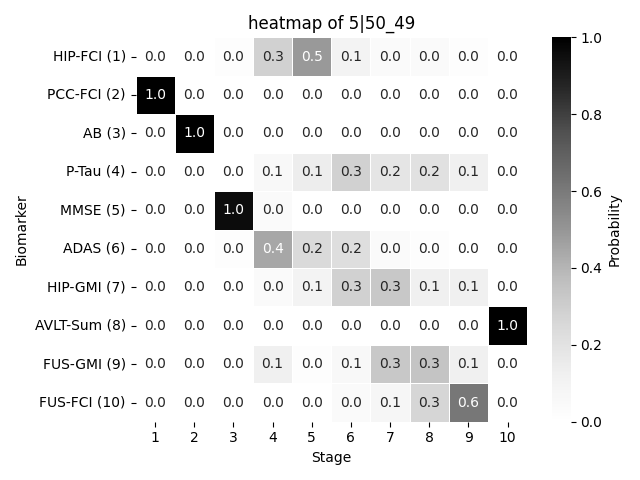 heatmap of 5|50_49
HIP-FCI (1) 0.0 0.0 0.0 0.3 0.5 0.1 0.0 0.0 0.0 0.0
PCC-FCI (2) 1.0 0.0 0.0 0.0 0.0 0.0 0.0 0.0 0.0 0.0
AB (3) 0.0 1.0 0.0 0.0 0.0 0.0 0.0 0.0 0.0 0.0
P-Tau (4) 0.0 0.0 0.0 0.1 0.1 0.3 0.2 0.2 0.1 0.0
MMSE (5) 0.0 0.0 1.0 0.0 0.0 0.0 0.0 0.0 0.0 0.0
ADAS (6) 0.0 0.0 0.0 0.4 0.2 0.2 0.0 0.0 0.0 0.0
HIP-GMI (7) 0.0 0.0 0.0 0.0 0.1 0.3 0.3 0.1 0.1 0.0
AVLT-Sum (8) 0.0 0.0 0.0 0.0 0.0 0.0 0.0 0.0 0.0 1.0
FUS-GMI (9) 0.0 0.0 0.0 0.1 0.0 0.1 0.3 0.3 0.1 0.0
FUS-FCI (10) 0.0 0.0 0.0 0.0 0.0 0.0 0.1 0.3 0.6 0.0
1 2 3 4 5 6 7 8 9 10
Stage
Biomarker
1.0
0.8
0.6
0.4
0.2
0.0
Probability